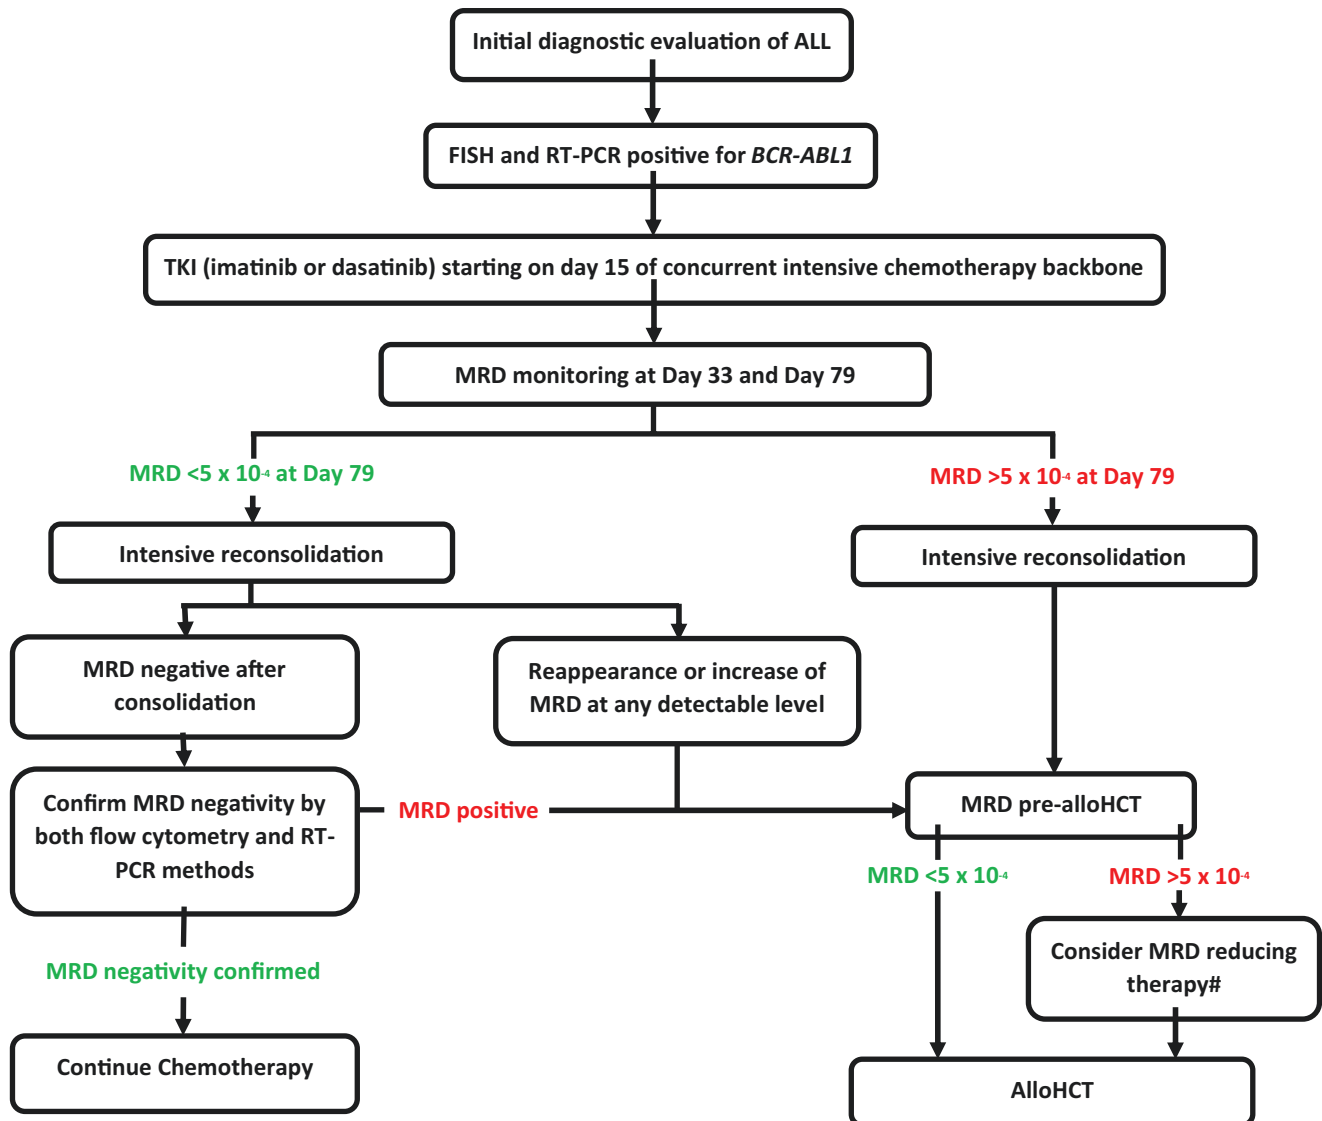 Initial diagnostic evaluation of ALL
FISH and RT-PCR positive for BCR-ABL1
TKI (imatinib or dasatinib) starting on day 15 of concurrent intensive chemotherapy backbone
MRD monitoring at Day 33 and Day 79
MRD <5 x 10⁻⁴ at Day 79
MRD >5 x 10⁻⁴ at Day 79
Intensive reconsolidation
Intensive reconsolidation
MRD negative after
consolidation
Reappearance or increase of
MRD at any detectable level
Confirm MRD negativity by
both flow cytometry and RT-
PCR methods
MRD positive
MRD pre-alloHCT
MRD <5 x 10⁻⁴
MRD >5 x 10⁻⁴
Consider MRD reducing
therapy#
MRD negativity confirmed
Continue Chemotherapy
AlloHCT